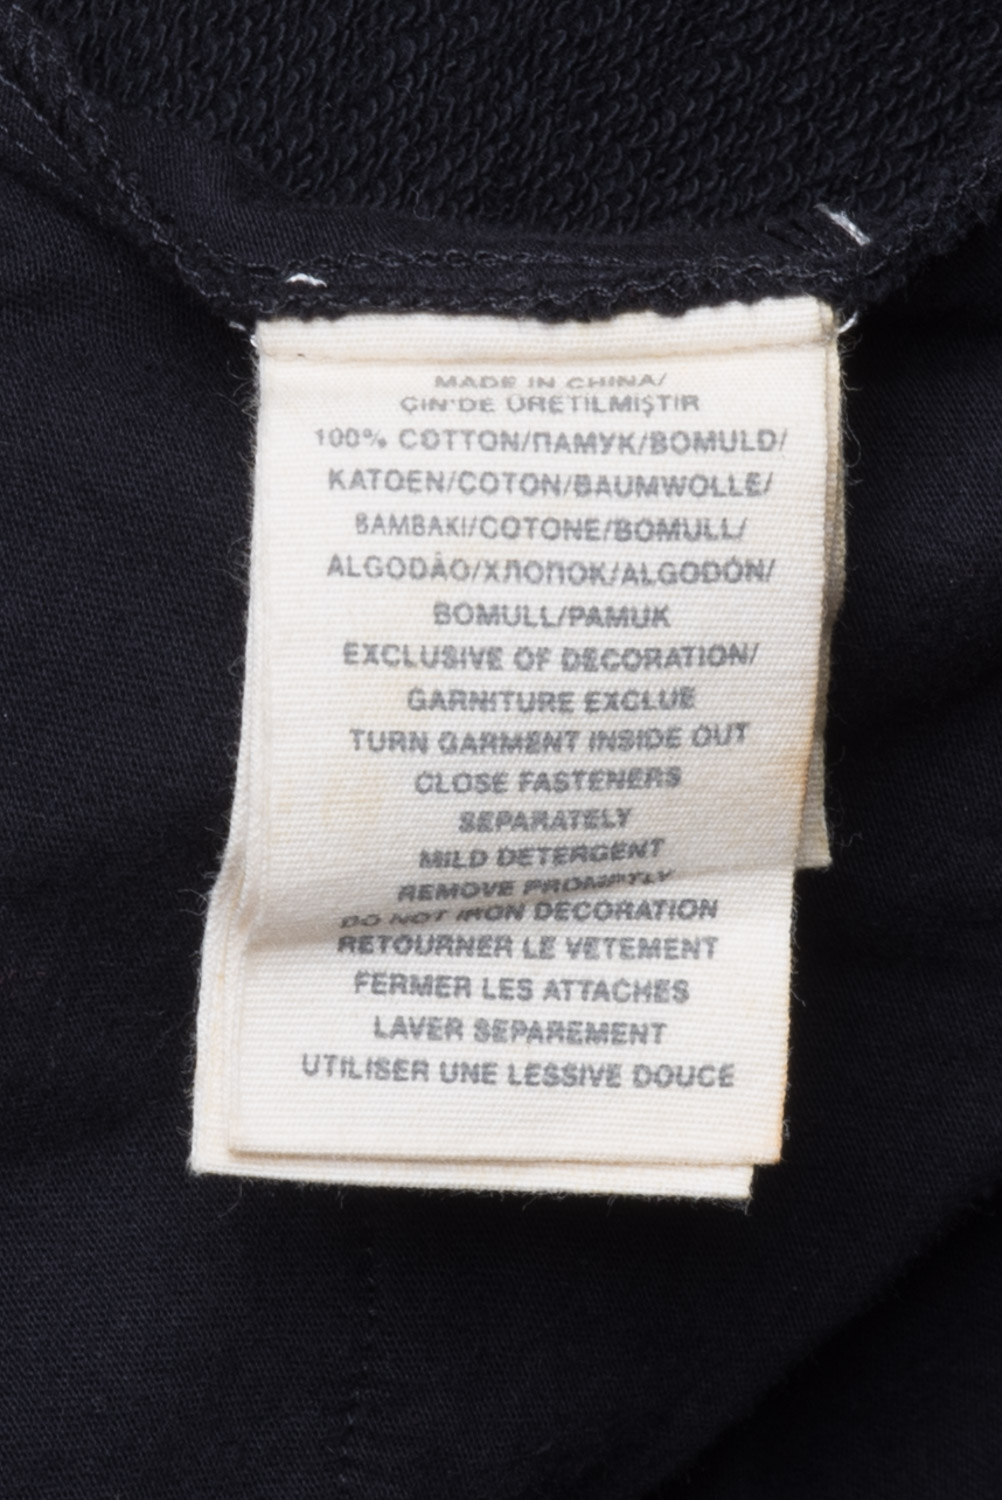 MADE IN CHINA/
ÇIN'DE ÜRETILMIŞTIR
100% COTTON/ПАМУК/BOMULD/
KATOEN/COTON/BAUMWOLLE/
BAMBAKI/COTONE/BOMULL/
ALGODÃO/ХЛОПОК/ALGODÓN/
BOMULL/PAMUK
EXCLUSIVE OF DECORATION/
GARNITURE EXCLUE
TURN GARMENT INSIDE OUT
CLOSE FASTENERS
SEPARATELY
MILD DETERGENT
REMOVE PROMPTLY
DO NOT IRON DECORATION
RETOURNER LE VETEMENT
FERMER LES ATTACHES
LAVER SEPAREMENT
UTILISER UNE LESSIVE DOUCE